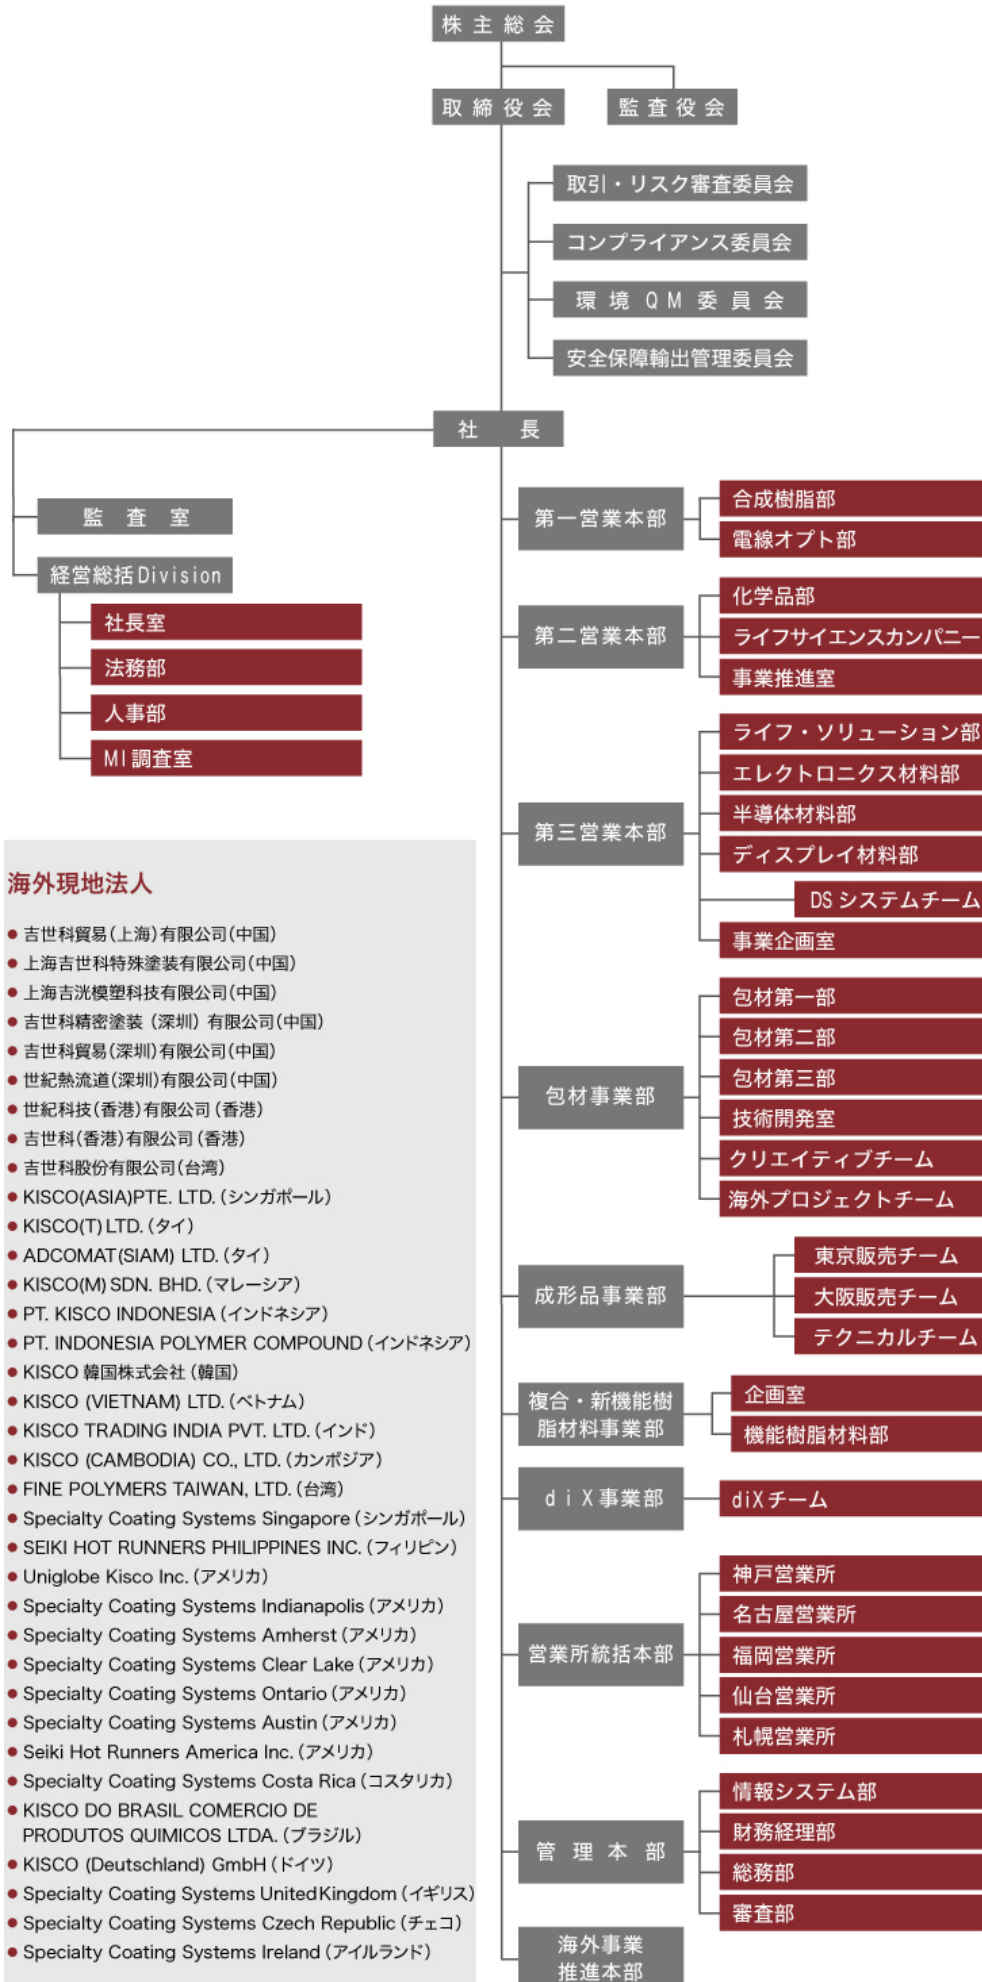 株主総会
取締役会
監査役会
取引・リスク審査委員会
コンプライアンス委員会
環境QM委員会
安全保障輸出管理委員会
社長
監査室
経営総括Division
社長室
法務部
人事部
MI調査室
第一営業本部
合成樹脂部
電線オプト部
第二営業本部
化学品部
ライフサイエンスカンパニー
事業推進室
第三営業本部
ライフ・ソリューション部
エレクトロニクス材料部
半導体材料部
ディスプレイ材料部
DSシステムチーム
事業企画室
包材事業部
包材第一部
包材第二部
包材第三部
技術開発室
クリエイティブチーム
海外プロジェクトチーム
成形品事業部
東京販売チーム
大阪販売チーム
テクニカルチーム
複合・新機能樹
脂材料事業部
企画室
機能樹脂材料部
diX事業部
diXチーム
営業所統括本部
神戸営業所
名古屋営業所
福岡営業所
仙台営業所
札幌営業所
管理本部
情報システム部
財務経理部
総務部
審査部
海外事業
推進本部
海外現地法人
● 吉世科貿易(上海)有限公司(中国)
● 上海吉世科特殊塗装有限公司(中国)
● 上海吉洸模塑科技有限公司(中国)
● 吉世科精密塗装(深圳)有限公司(中国)
● 吉世科貿易(深圳)有限公司(中国)
● 世紀熱流道(深圳)有限公司(中国)
● 世紀科技(香港)有限公司(香港)
● 吉世科(香港)有限公司(香港)
● 吉世科股份有限公司(台湾)
● KISCO(ASIA)PTE. LTD.(シンガポール)
● KISCO(T)LTD.(タイ)
● ADCOMAT(SIAM) LTD.(タイ)
● KISCO(M)SDN. BHD.(マレーシア)
● PT. KISCO INDONESIA(インドネシア)
● PT. INDONESIA POLYMER COMPOUND(インドネシア)
● KISCO 韓国株式会社(韓国)
● KISCO (VIETNAM) LTD.(ベトナム)
● KISCO TRADING INDIA PVT. LTD.(インド)
● KISCO (CAMBODIA) CO., LTD.(カンボジア)
● FINE POLYMERS TAIWAN, LTD.(台湾)
● Specialty Coating Systems Singapore(シンガポール)
● SEIKI HOT RUNNERS PHILIPPINES INC.(フィリピン)
● Uniglobe Kisco Inc.(アメリカ)
● Specialty Coating Systems Indianapolis(アメリカ)
● Specialty Coating Systems Amherst(アメリカ)
● Specialty Coating Systems Clear Lake(アメリカ)
● Specialty Coating Systems Ontario(アメリカ)
● Specialty Coating Systems Austin(アメリカ)
● Seiki Hot Runners America Inc.(アメリカ)
● Specialty Coating Systems Costa Rica(コスタリカ)
● KISCO DO BRASIL COMERCIO DE
PRODUTOS QUIMICOS LTDA.(ブラジル)
● KISCO (Deutschland) GmbH(ドイツ)
● Specialty Coating Systems UnitedKingdom(イギリス)
● Specialty Coating Systems Czech Republic(チェコ)
● Specialty Coating Systems Ireland(アイルランド)